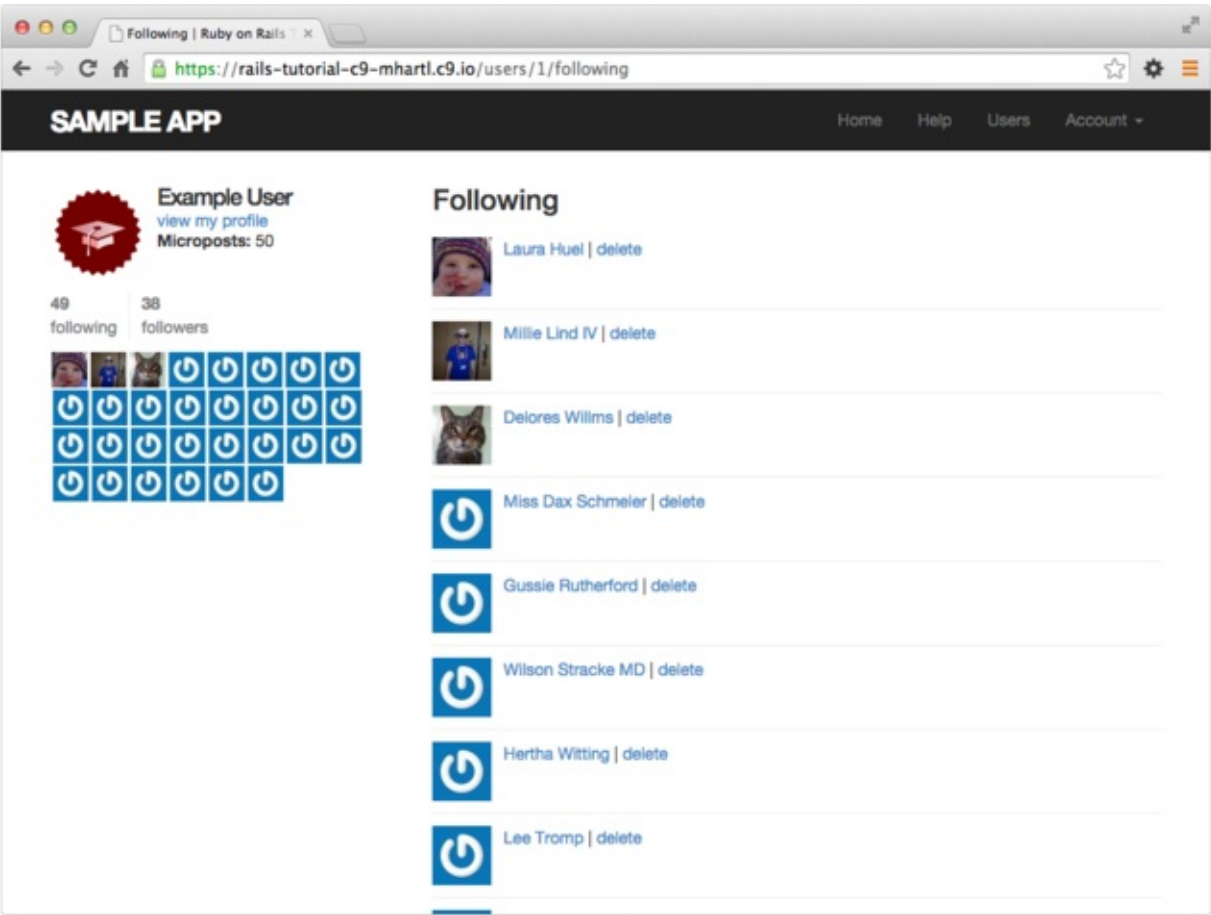 Following | Ruby on Rails T
https://rails-tutorial-c9-mhartl.c9.io/users/1/following
SAMPLE APP
Home Help Users Account
Example User
view my profile
Microposts: 50
49 following
38 followers
Following
Laura Huel | delete
Millie Lind IV | delete
Delores Willms | delete
Miss Dax Schmeler | delete
Gussie Rutherford | delete
Wilson Stracke MD | delete
Hertha Witting | delete
Lee Tromp | delete